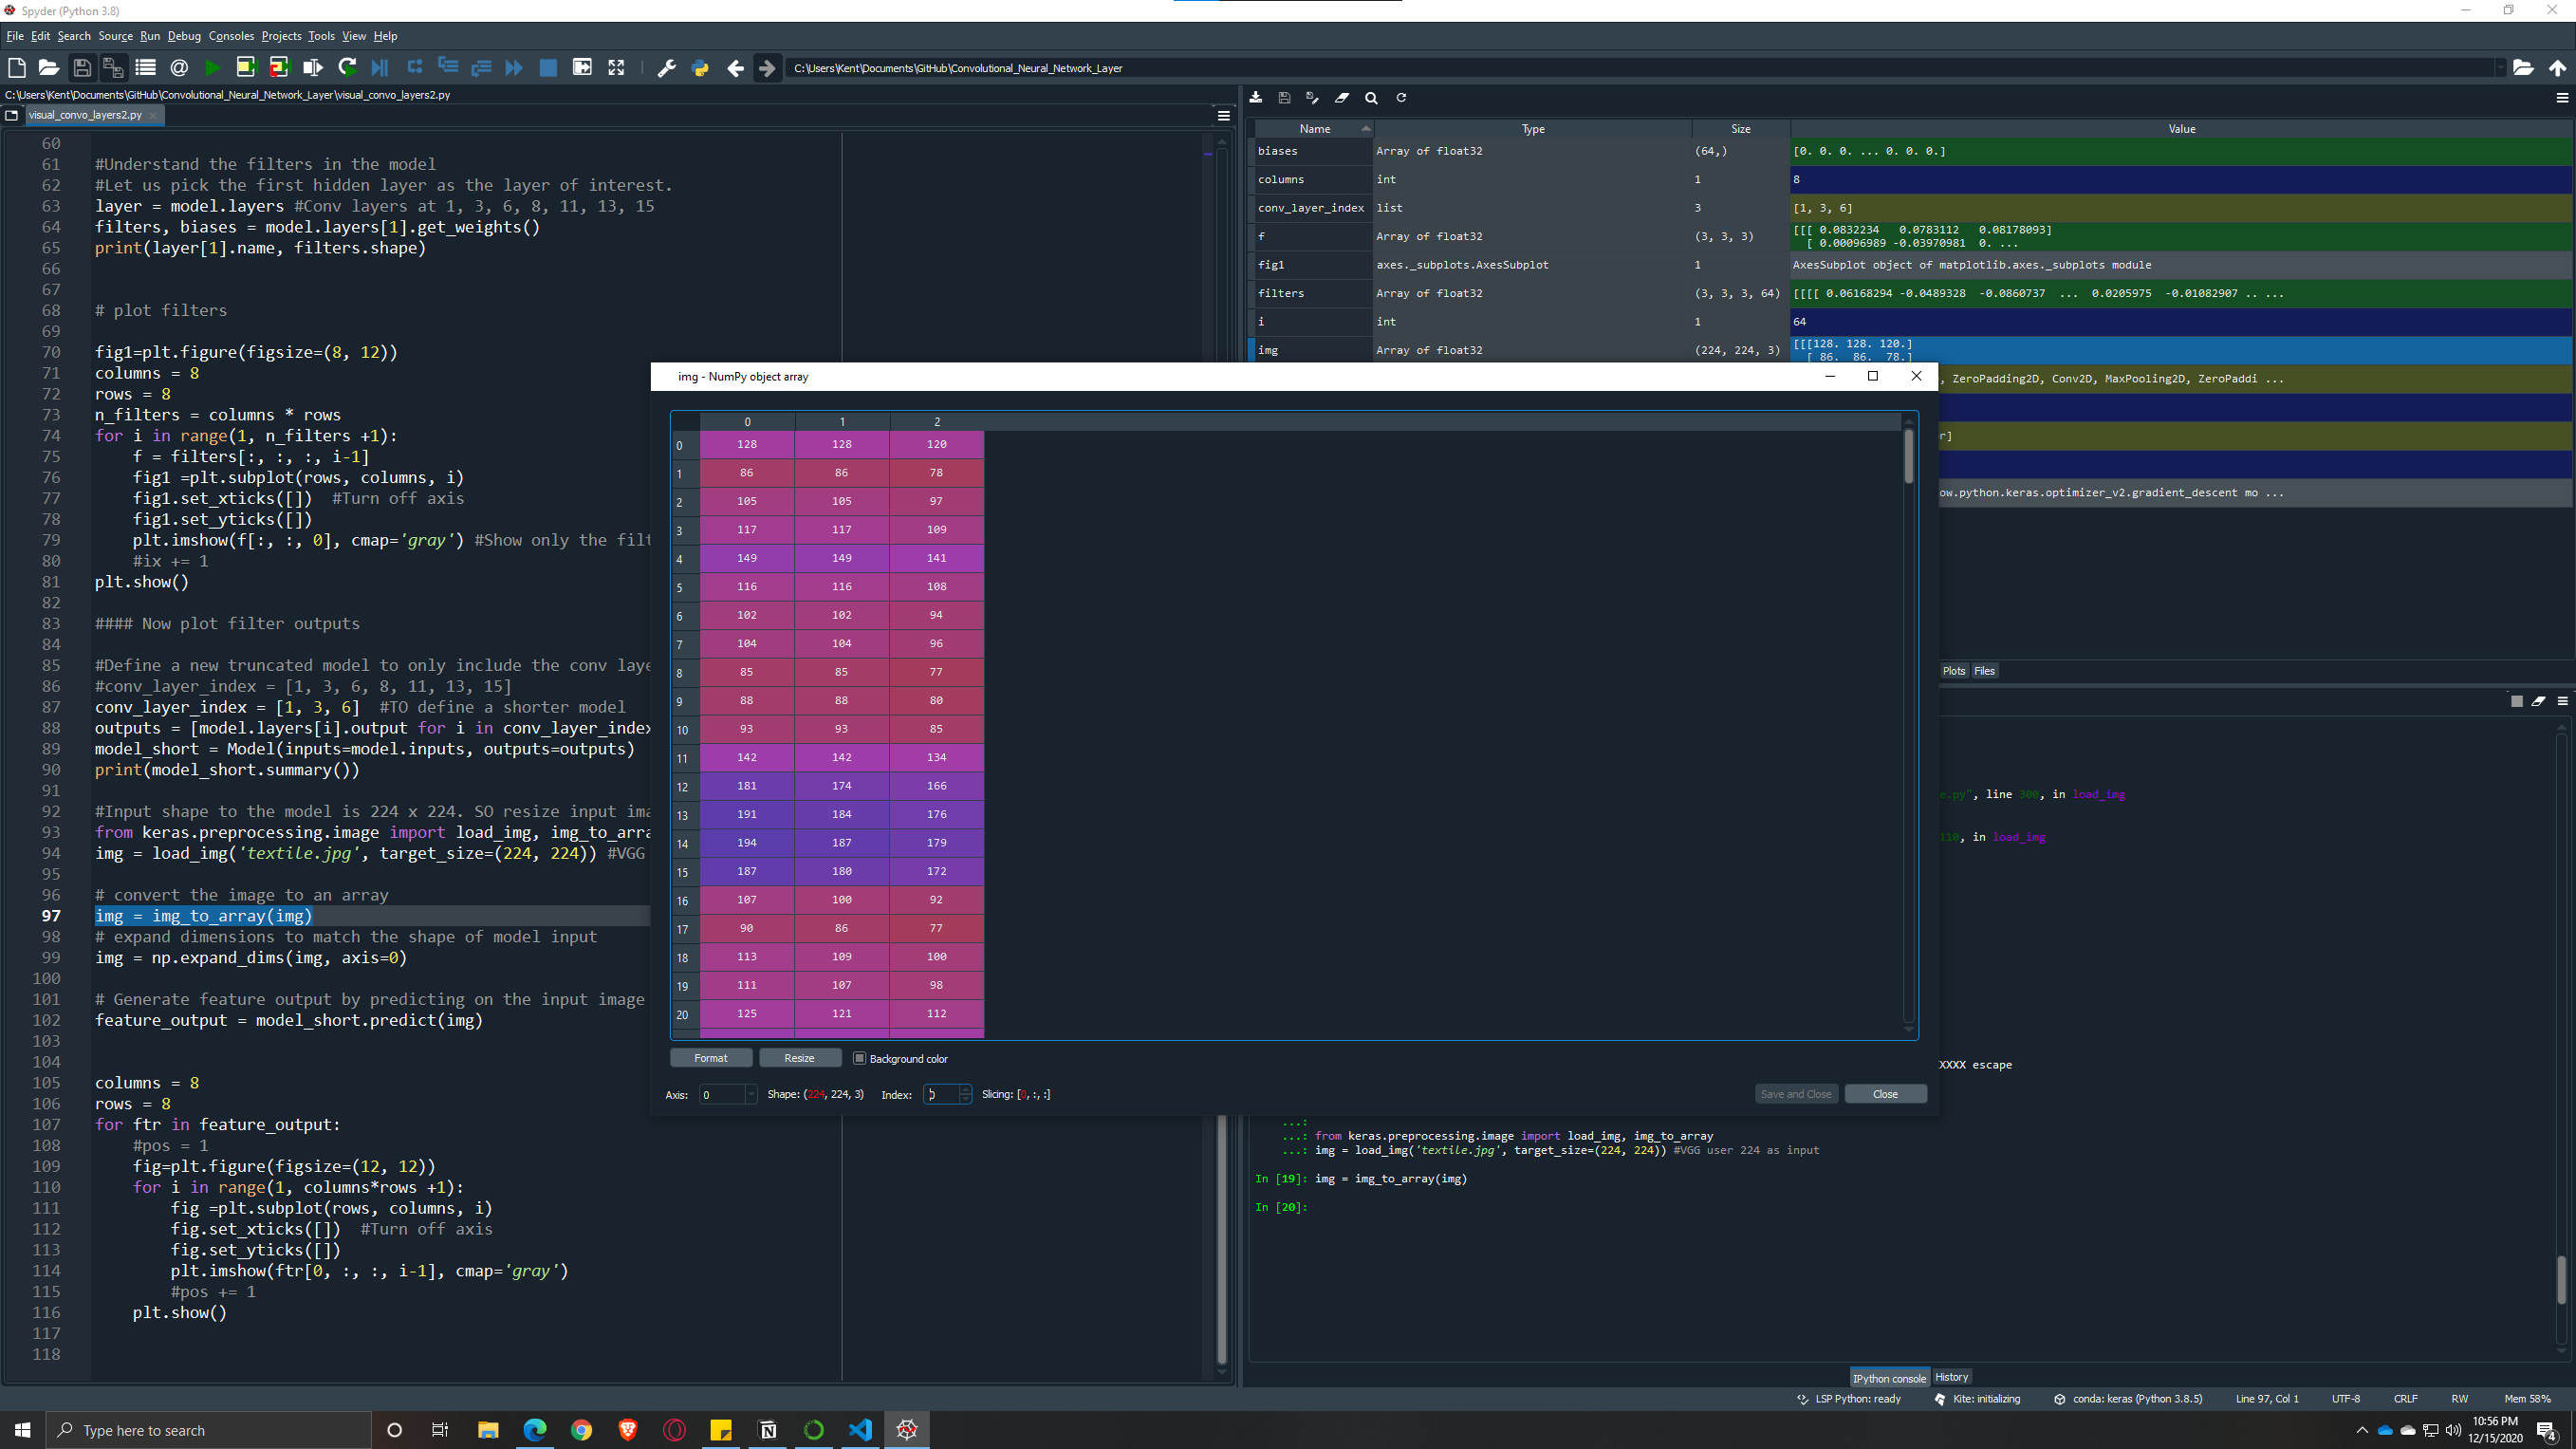 Spyder (Python 3.8)
File Edit Search Source Run Debug Consoles Projects Tools View Help
C:\Users\Kent\Documents\GitHub\Convolutional_Neural_Network_Layer
C:\Users\Kent\Documents\GitHub\Convolutional_Neural_Network_Layer\visual_convo_layers2.py
visual_convo_layers2.py
60
61 #Understand the filters in the model
62 #Let us pick the first hidden layer as the layer of interest.
63 layer = model.layers #Conv layers at 1, 3, 6, 8, 11, 13, 15
64 filters, biases = model.layers[1].get_weights()
65 print(layer[1].name, filters.shape)
66
67
68 # plot filters
69
70 fig1=plt.figure(figsize=(8, 12))
71 columns = 8
72 rows = 8
73 n_filters = columns * rows
74 for i in range(1, n_filters +1):
75 f = filters[:, :, :, i-1]
76 fig1 =plt.subplot(rows, columns, i)
77 fig1.set_xticks([]) #Turn off axis
78 fig1.set_yticks([])
79 plt.imshow(f[:, :, 0], cmap='gray') #Show only the filt
80 #ix += 1
81 plt.show()
82
83 #### Now plot filter outputs
84
85 #Define a new truncated model to only include the conv laye
86 #conv_layer_index = [1, 3, 6, 8, 11, 13, 15]
87 conv_layer_index = [1, 3, 6] #TO define a shorter model
88 outputs = [model.layers[i].output for i in conv_layer_index
89 model_short = Model(inputs=model.inputs, outputs=outputs)
90 print(model_short.summary())
91
92 #Input shape to the model is 224 x 224. SO resize input ima
93 from keras.preprocessing.image import load_img, img_to_arra
94 img = load_img('textile.jpg', target_size=(224, 224)) #VGG
95
96 # convert the image to an array
97 img = img_to_array(img)
98 # expand dimensions to match the shape of model input
99 img = np.expand_dims(img, axis=0)
100
101 # Generate feature output by predicting on the input image
102 feature_output = model_short.predict(img)
103
104
105 columns = 8
106 rows = 8
107 for ftr in feature_output:
108 #pos = 1
109 fig=plt.figure(figsize=(12, 12))
110 for i in range(1, columns*rows +1):
111 fig =plt.subplot(rows, columns, i)
112 fig.set_xticks([]) #Turn off axis
113 fig.set_yticks([])
114 plt.imshow(ftr[0, :, :, i-1], cmap='gray')
115 #pos += 1
116 plt.show()
117
118
Name Type Size Value
biases Array of float32 (64,) [0. 0. 0. ... 0. 0. 0.]
columns int 1 8
conv_layer_index list 3 [1, 3, 6]
f Array of float32 (3, 3, 3) [[[ 0.0832234 0.0783112 0.08178093]
[ 0.00096989 -0.03970981 0. ...
fig1 axes._subplots.AxesSubplot 1 AxesSubplot object of matplotlib.axes._subplots module
filters Array of float32 (3, 3, 3, 64) [[[[ 0.06168294 -0.0489328 -0.0860737 ... 0.0205975 -0.01082907 .. ...
i int 1 64
img Array of float32 (224, 224, 3) [[[128. 128. 120.]
[ 86. 86. 78.]
, ZeroPadding2D, Conv2D, MaxPooling2D, ZeroPaddi ...
r]
ow.python.keras.optimizer_v2.gradient_descent mo ...
img - NumPy object array
0 1 2
0 128 128 120
1 86 86 78
2 105 105 97
3 117 117 109
4 149 149 141
5 116 116 108
6 102 102 94
7 104 104 96
8 85 85 77
9 88 88 80
10 93 93 85
11 142 142 134
12 181 174 166
13 191 184 176
14 194 187 179
15 187 180 172
16 107 100 92
17 90 86 77
18 113 109 100
19 111 107 98
20 125 121 112
Format Resize Background color
Axis: 0 Shape: (224, 224, 3) Index: Slicing: [0, :, :] Save and Close Close
Plots Files
e.py", line 300, in load_img
110, in load_img
XXXX escape
...:
...: from keras.preprocessing.image import load_img, img_to_array
...: img = load_img('textile.jpg', target_size=(224, 224)) #VGG user 224 as input
In [19]: img = img_to_array(img)
In [20]:
IPython console History
LSP Python: ready Kite: initializing conda: keras (Python 3.8.5) Line 97, Col 1 UTF-8 CRLF RW Mem 58%
Type here to search
10:56 PM
12/15/2020
4